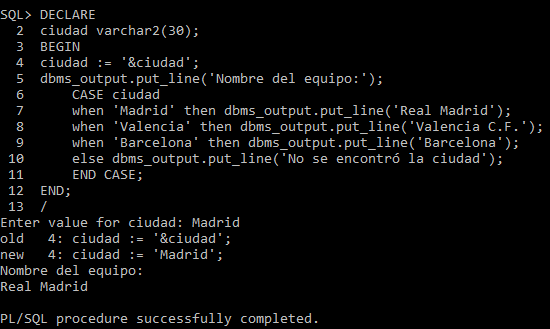 SQL> DECLARE
  2  ciudad varchar2(30);
  3  BEGIN
  4  ciudad := '&ciudad';
  5  dbms_output.put_line('Nombre del equipo:');
  6      CASE ciudad
  7      when 'Madrid' then dbms_output.put_line('Real Madrid');
  8      when 'Valencia' then dbms_output.put_line('Valencia C.F.');
  9      when 'Barcelona' then dbms_output.put_line('Barcelona');
 10      else dbms_output.put_line('No se encontró la ciudad');
 11      END CASE;
 12  END;
 13  /
Enter value for ciudad: Madrid
old   4: ciudad := '&ciudad';
new   4: ciudad := 'Madrid';
Nombre del equipo:
Real Madrid
PL/SQL procedure successfully completed.